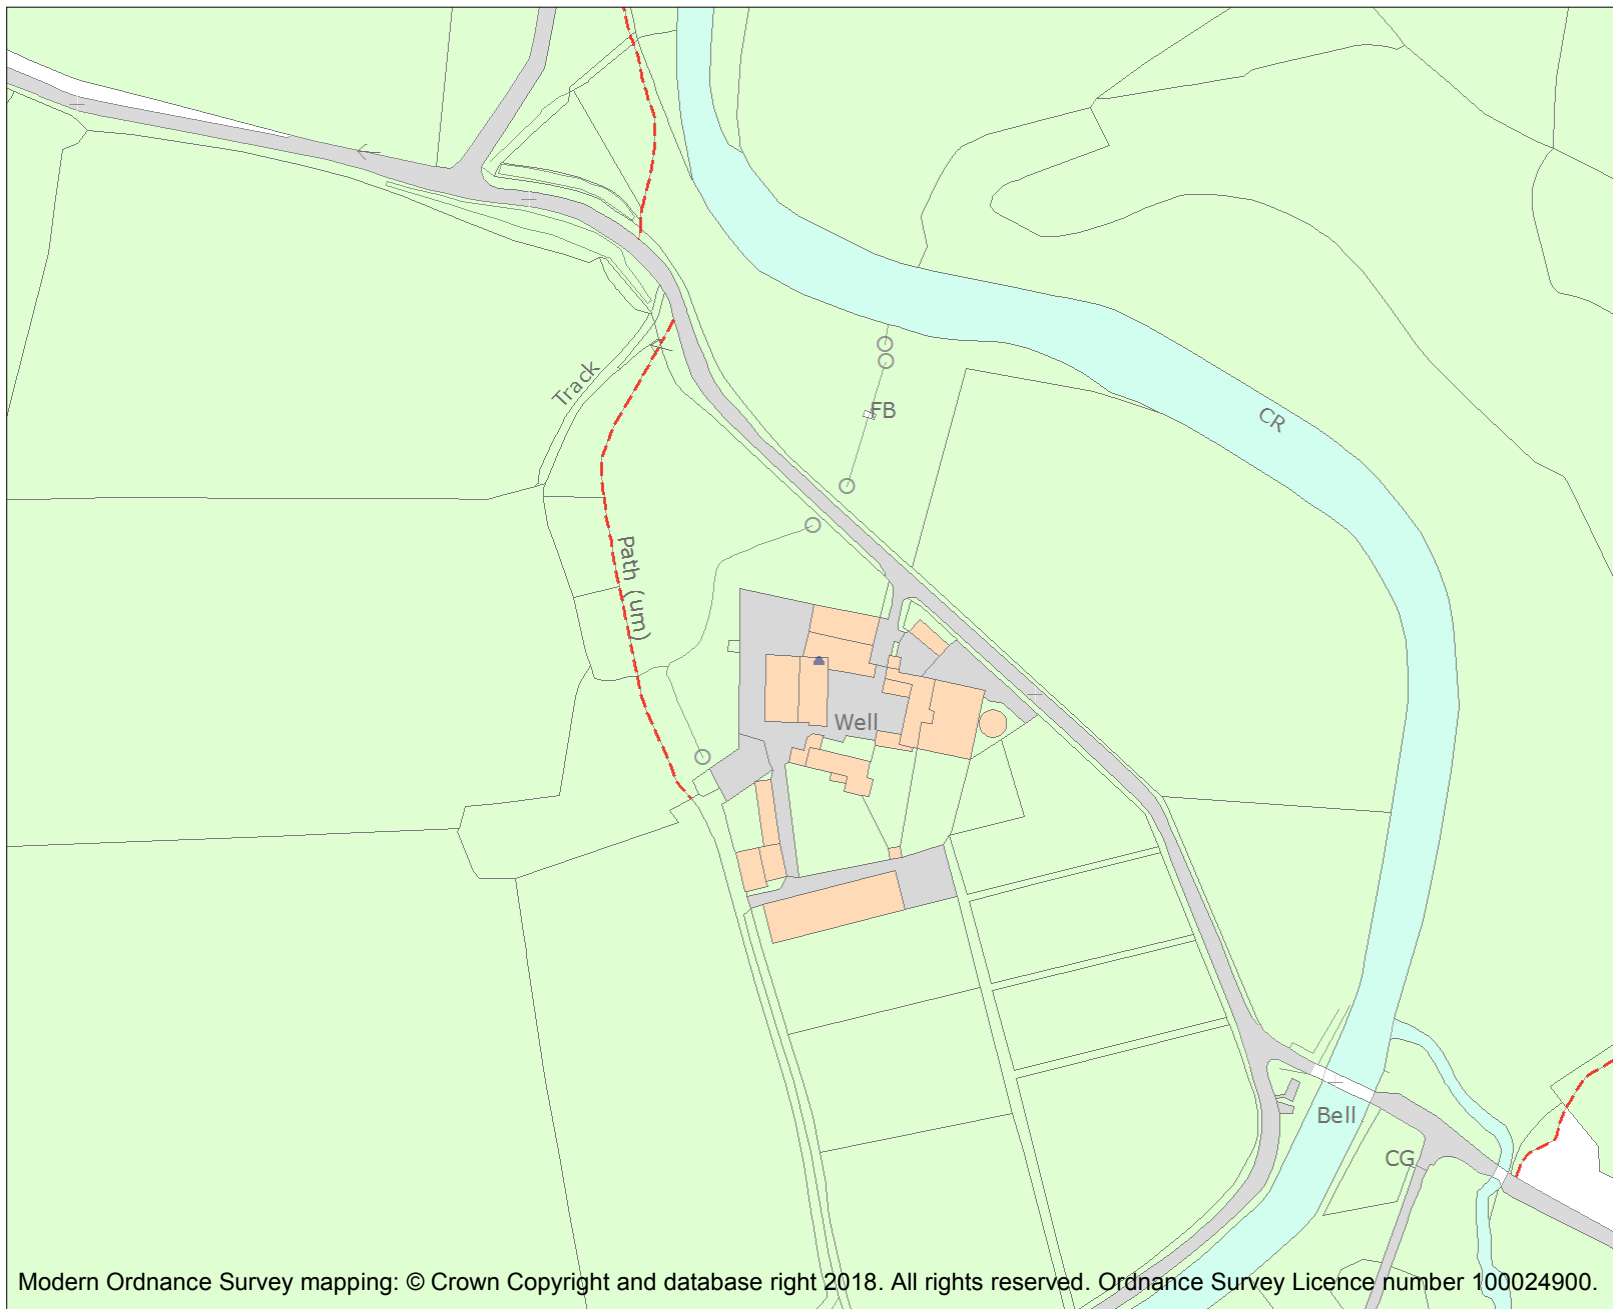 Track
FB
CR
Path (um)
Well
Bell
CG
Modern Ordnance Survey mapping: © Crown Copyright and database right 2018. All rights reserved. Ordnance Survey Licence number 100024900.